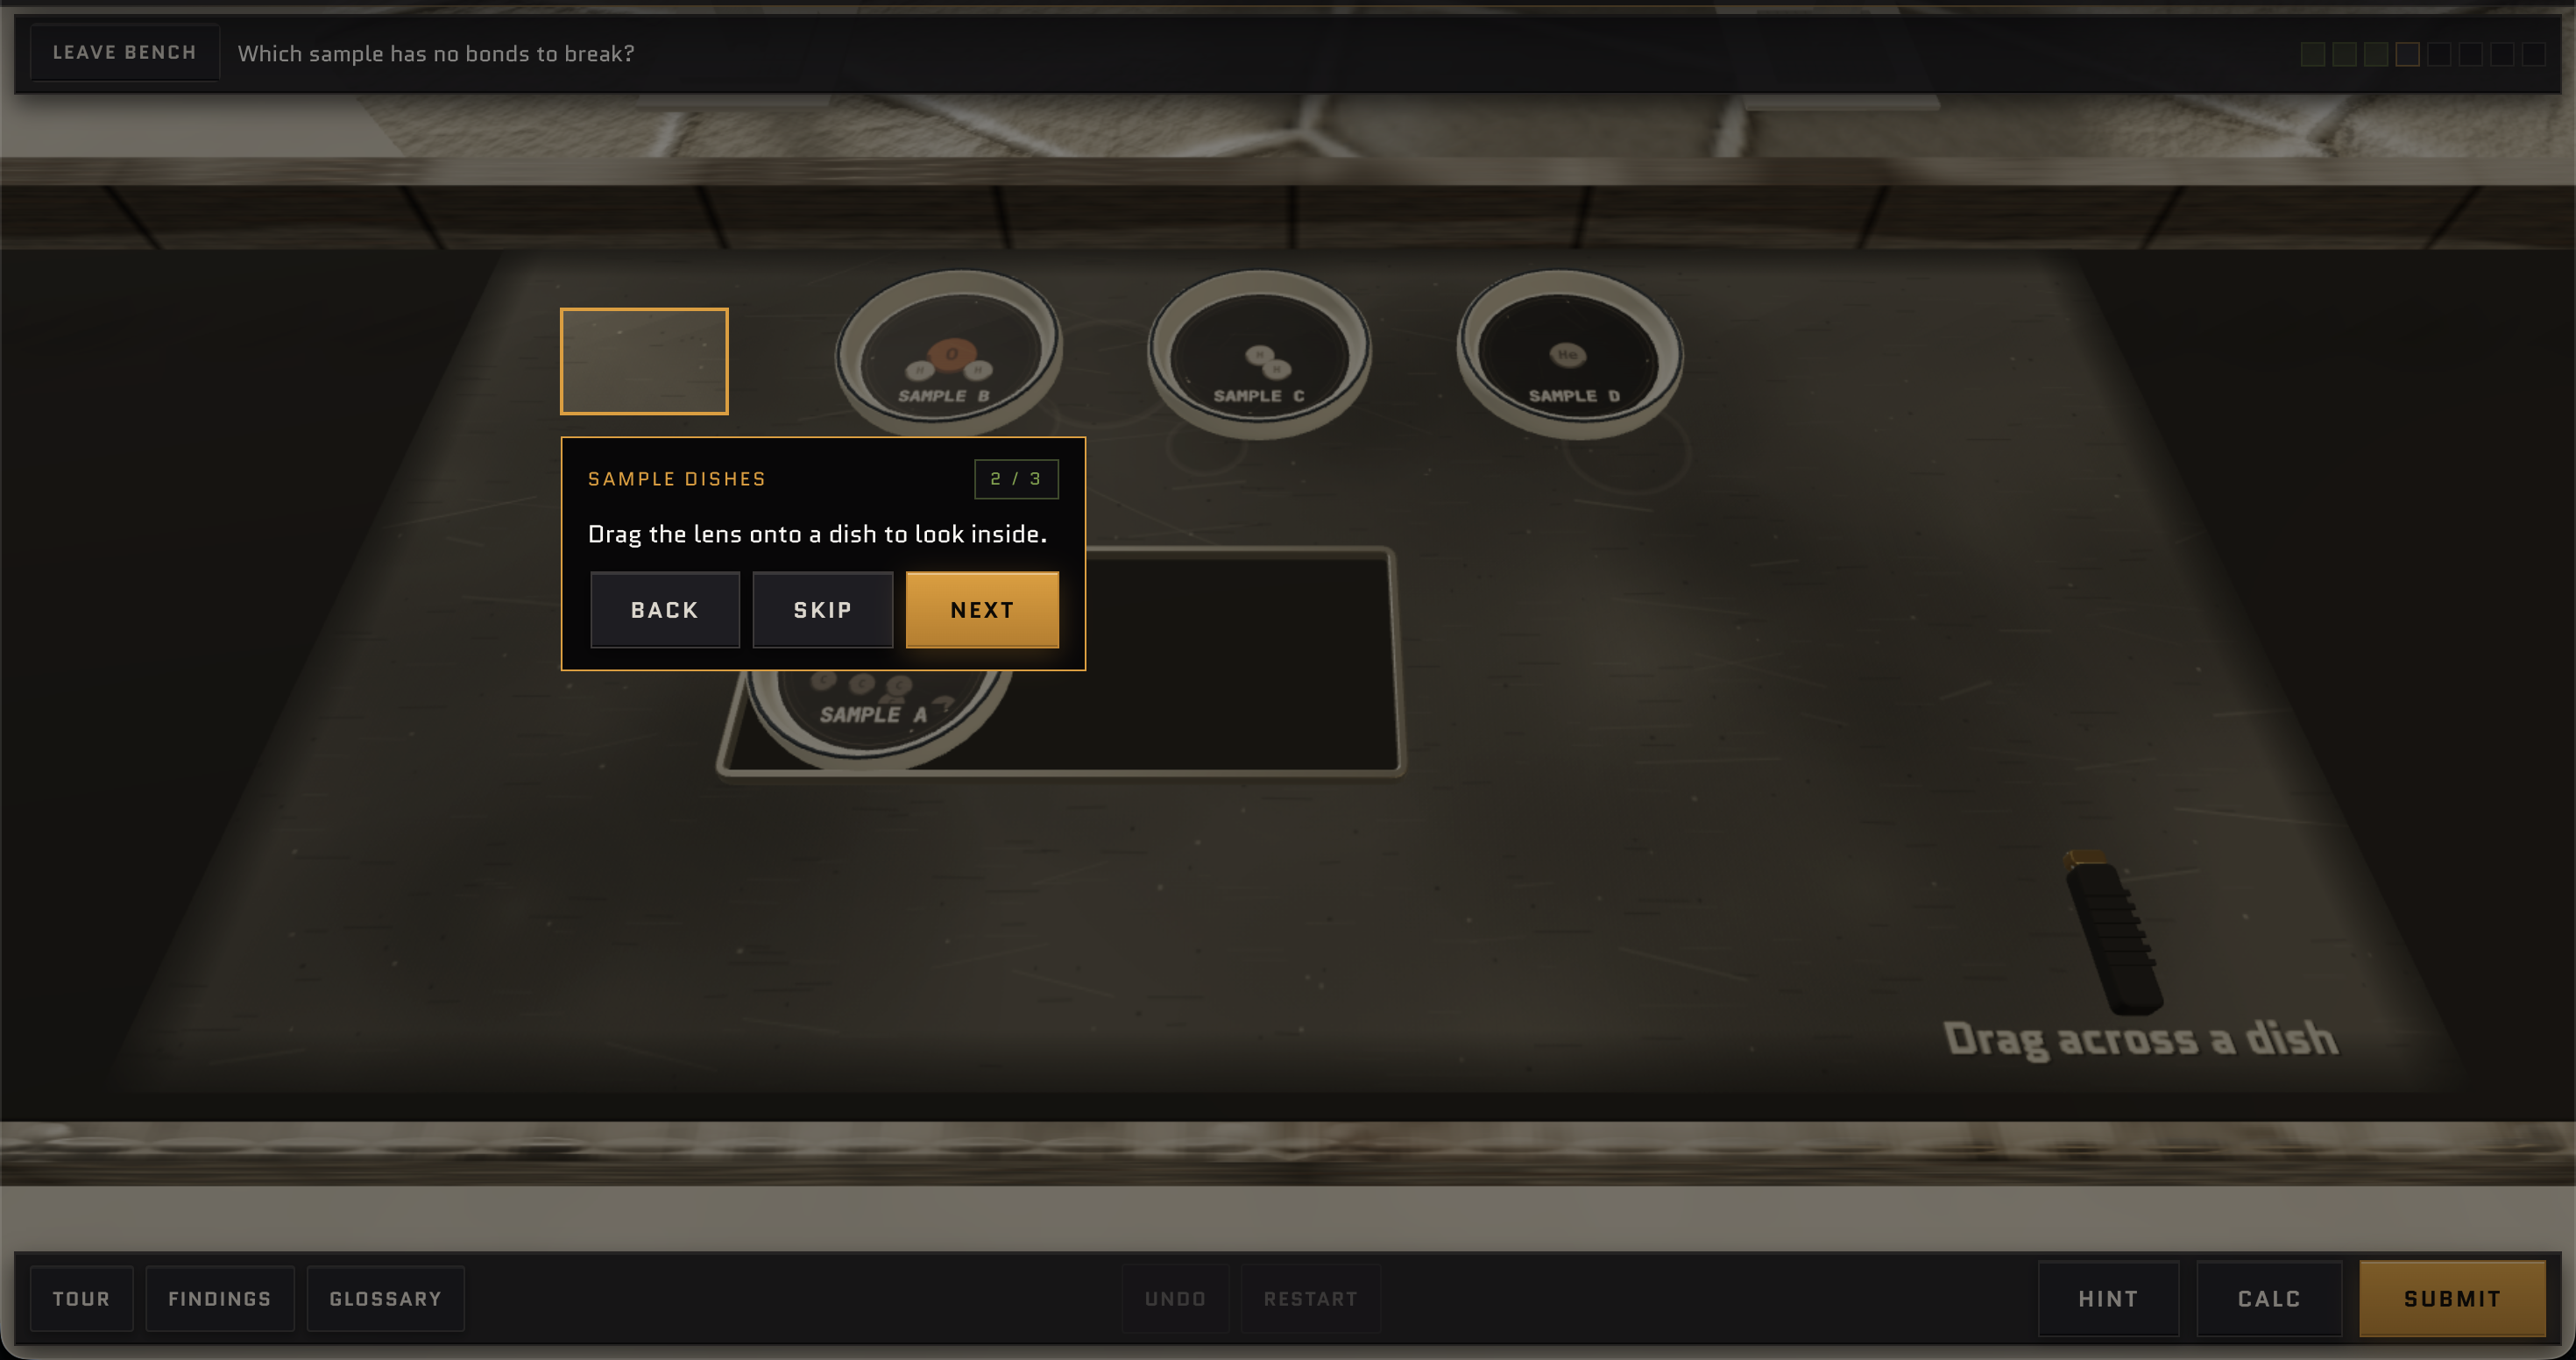 LEAVE BENCH
Which sample has no bonds to break?
O
H H
SAMPLE B
H
H
SAMPLE C
He
SAMPLE D
SAMPLE DISHES
2 / 3
Drag the lens onto a dish to look inside.
BACK
SKIP
NEXT
C C C
SAMPLE A
Drag across a dish
TOUR
FINDINGS
GLOSSARY
UNDO
RESTART
HINT
CALC
SUBMIT